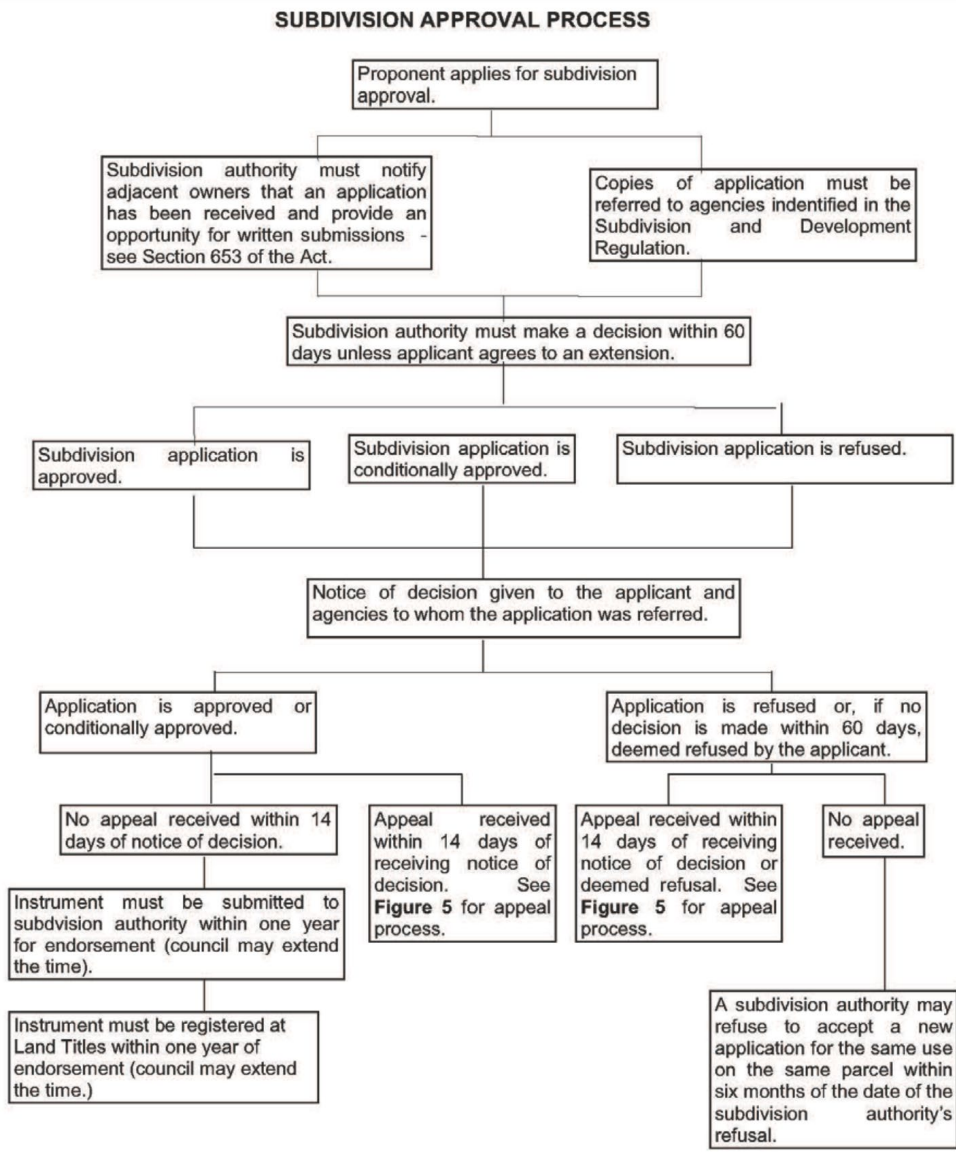 SUBDIVISION APPROVAL PROCESS
Proponent applies for subdivision
approval.
Subdivision authority must notify
adjacent owners that an application
has been received and provide an
opportunity for written submissions -
see Section 653 of the Act.
Copies of application must be
referred to agencies indentified in the
Subdivision and Development
Regulation.
Subdivision authority must make a decision within 60
days unless applicant agrees to an extension.
Subdivision application is
approved.
Subdivision application is
conditionally approved.
Subdivision application is refused.
Notice of decision given to the applicant and
agencies to whom the application was referred.
Application is approved or
conditionally approved.
Application is refused or, if no
decision is made within 60 days,
deemed refused by the applicant.
No appeal received within 14
days of notice of decision.
Appeal received
within 14 days of
receiving notice of
decision. See
Figure 5 for appeal
process.
Appeal received within
14 days of receiving
notice of decision or
deemed refusal. See
Figure 5 for appeal
process.
No appeal
received.
Instrument must be submitted to
subdvision authority within one year
for endorsement (council may extend
the time).
Instrument must be registered at
Land Titles within one year of
endorsement (council may extend
the time.)
A subdivision authority may
refuse to accept a new
application for the same use
on the same parcel within
six months of the date of the
subdivision authority's
refusal.